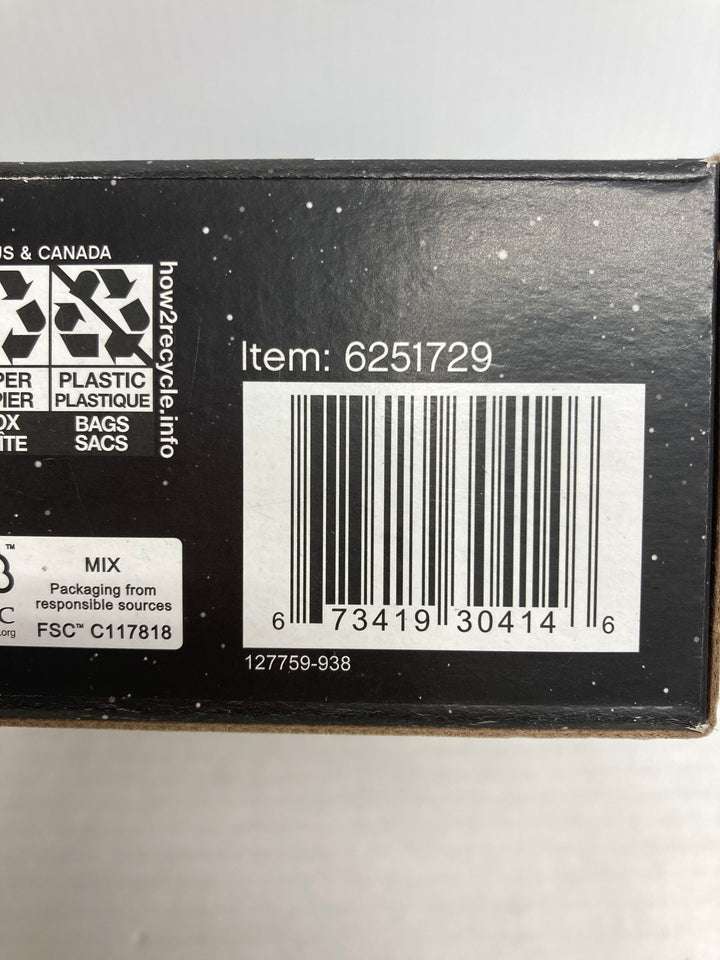 US & CANADA
how2recycle.info
PLASTIC
PLASTIQUE
BAGS
SACS
Item: 6251729
6 73419 30414 6
127759-938
™
MIX
Packaging from
responsible sources
FSC™ C117818